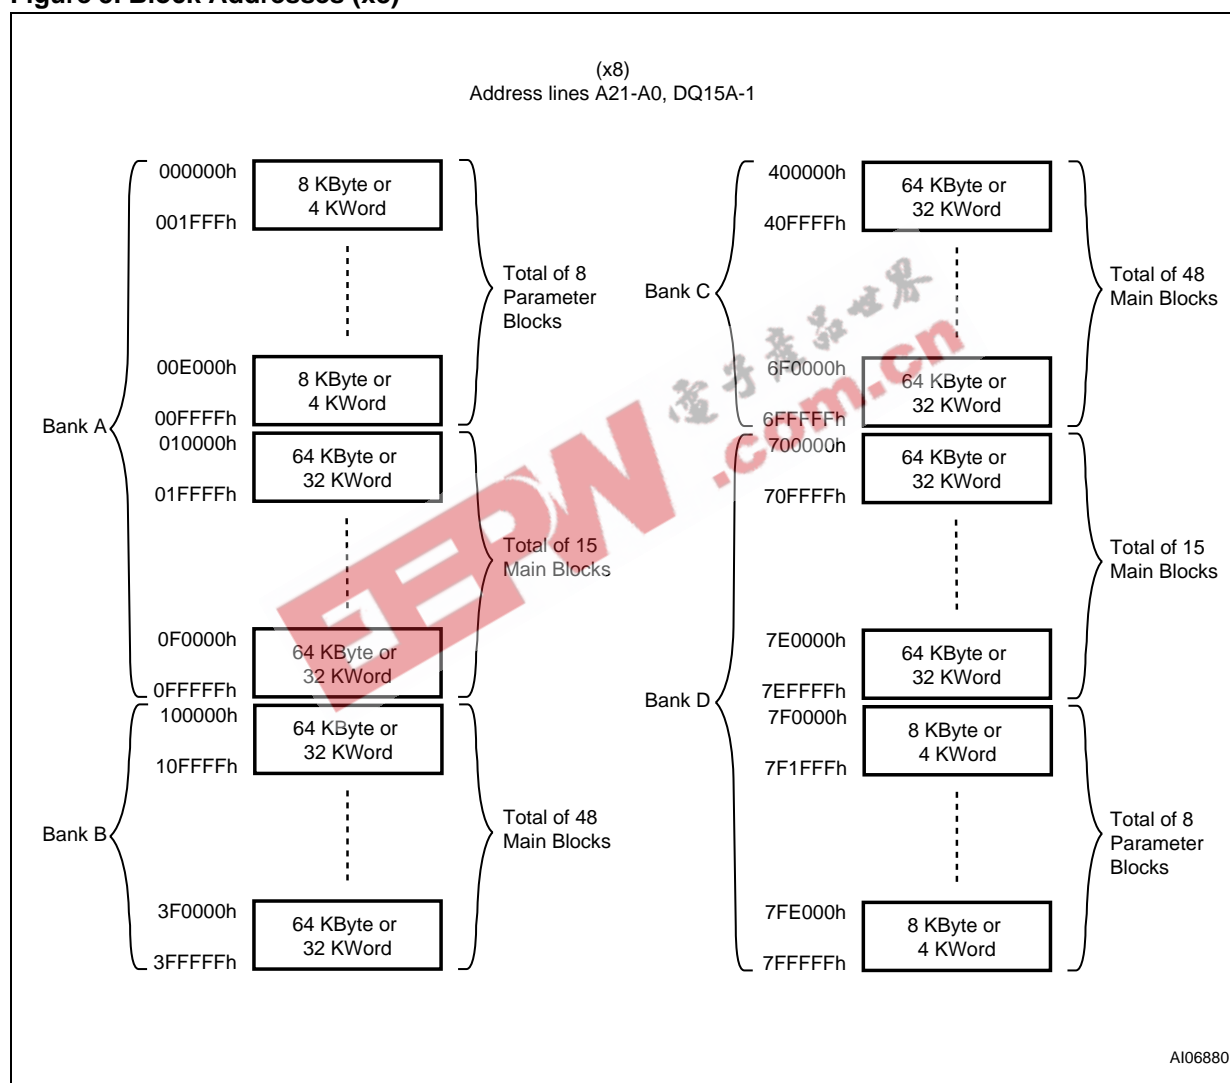 (x8)
Address lines A21-A0, DQ15A-1
000000h
8 KByte or
4 KWord
001FFFh
Total of 8
Parameter
Blocks
00E000h
8 KByte or
4 KWord
00FFFFh
Bank A
010000h
64 KByte or
32 KWord
01FFFFh
Total of 15
Main Blocks
0F0000h
64 KByte or
32 KWord
0FFFFFh
100000h
64 KByte or
32 KWord
10FFFFh
Bank B
Total of 48
Main Blocks
3F0000h
64 KByte or
32 KWord
3FFFFFh
400000h
64 KByte or
32 KWord
40FFFFh
Bank C
Total of 48
Main Blocks
6F0000h
64 KByte or
32 KWord
6FFFFFh
700000h
64 KByte or
32 KWord
70FFFFh
Total of 15
Main Blocks
7E0000h
64 KByte or
32 KWord
7EFFFFh
Bank D
7F0000h
8 KByte or
4 KWord
7F1FFFh
Total of 8
Parameter
Blocks
7FE000h
8 KByte or
4 KWord
7FFFFFh
EEPW
電子產品世界
.com.cn
AI06880